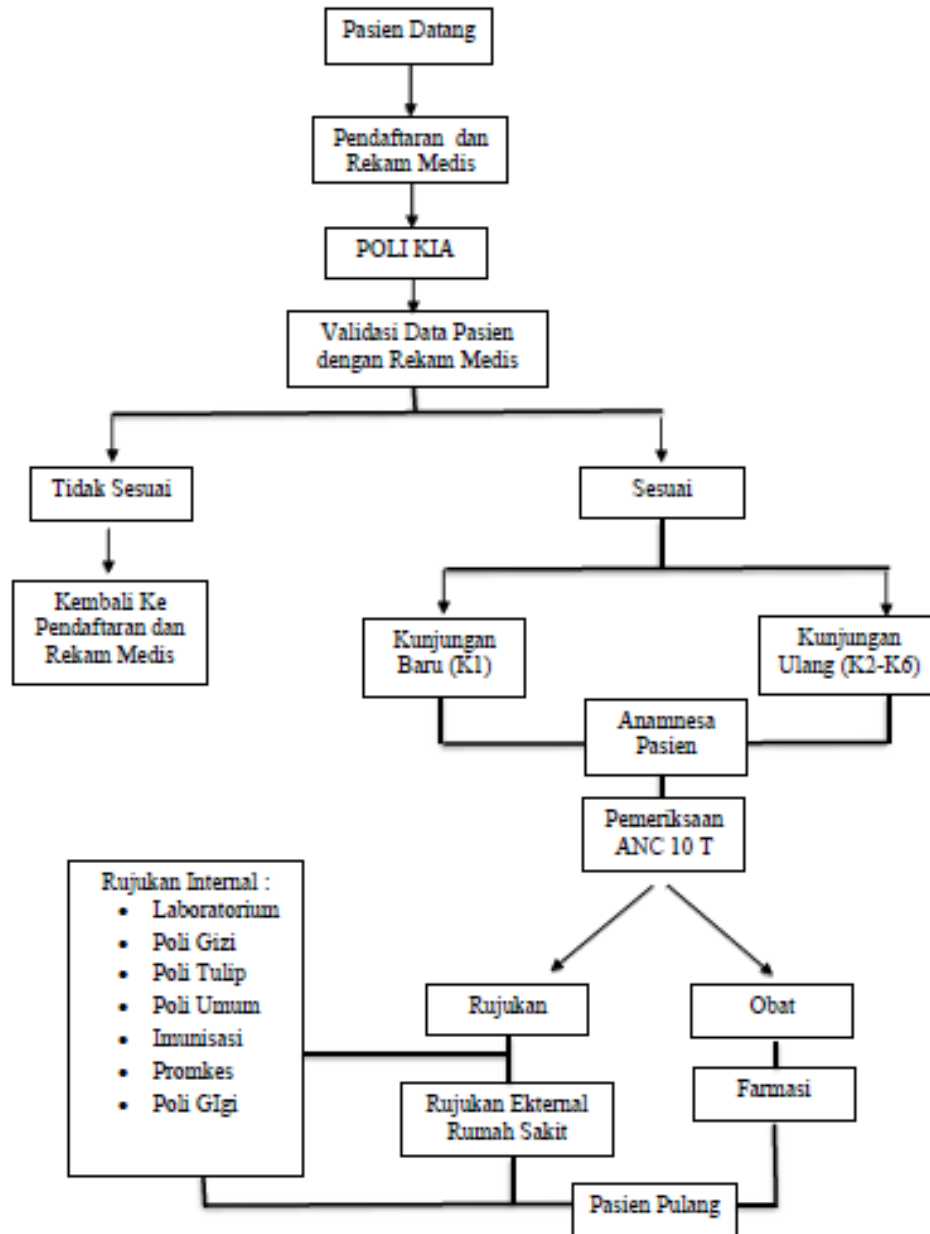 Pasien Datang
Pendaftaran dan
Rekam Medis
POLI KIA
Validasi Data Pasien
dengan Rekam Medis
Tidak Sesuai
Sesuai
Kembali Ke
Pendaftaran dan
Rekam Medis
Kunjungan
Baru (K1)
Kunjungan
Ulang (K2-K6)
Anamnesa
Pasien
Pemeriksaan
ANC 10 T
Rujukan Internal :
• Laboratorium
• Poli Gizi
• Poli Tulip
• Poli Umum
• Imunisasi
• Promkes
• Poli GIgi
Rujukan
Obat
Rujukan Ekternal
Rumah Sakit
Farmasi
Pasien Pulang